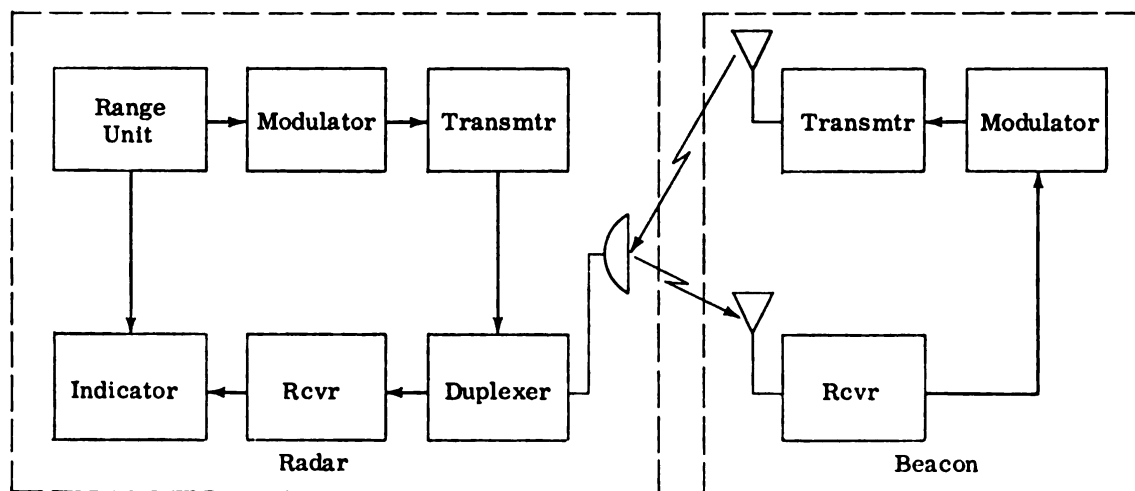 Range
Unit
Modulator
Transmtr
Transmtr
Modulator
Indicator
Rcvr
Duplexer
Rcvr
Radar
Beacon